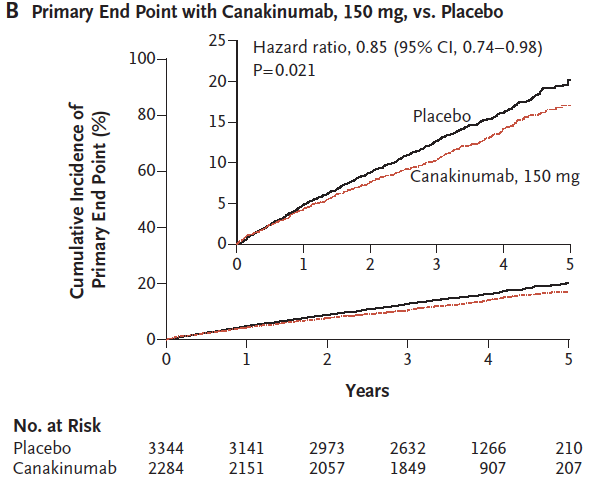 B Primary End Point with Canakinumab, 150 mg, vs. Placebo
Cumulative Incidence of
Primary End Point (%)
100
80
60
40
20
0
25
20
15
10
5
0
Hazard ratio, 0.85 (95% CI, 0.74–0.98)
P=0.021
Placebo
Canakinumab, 150 mg
0 1 2 3 4 5
0 1 2 3 4 5
Years
No. at Risk
Placebo 3344 3141 2973 2632 1266 210
Canakinumab 2284 2151 2057 1849 907 207